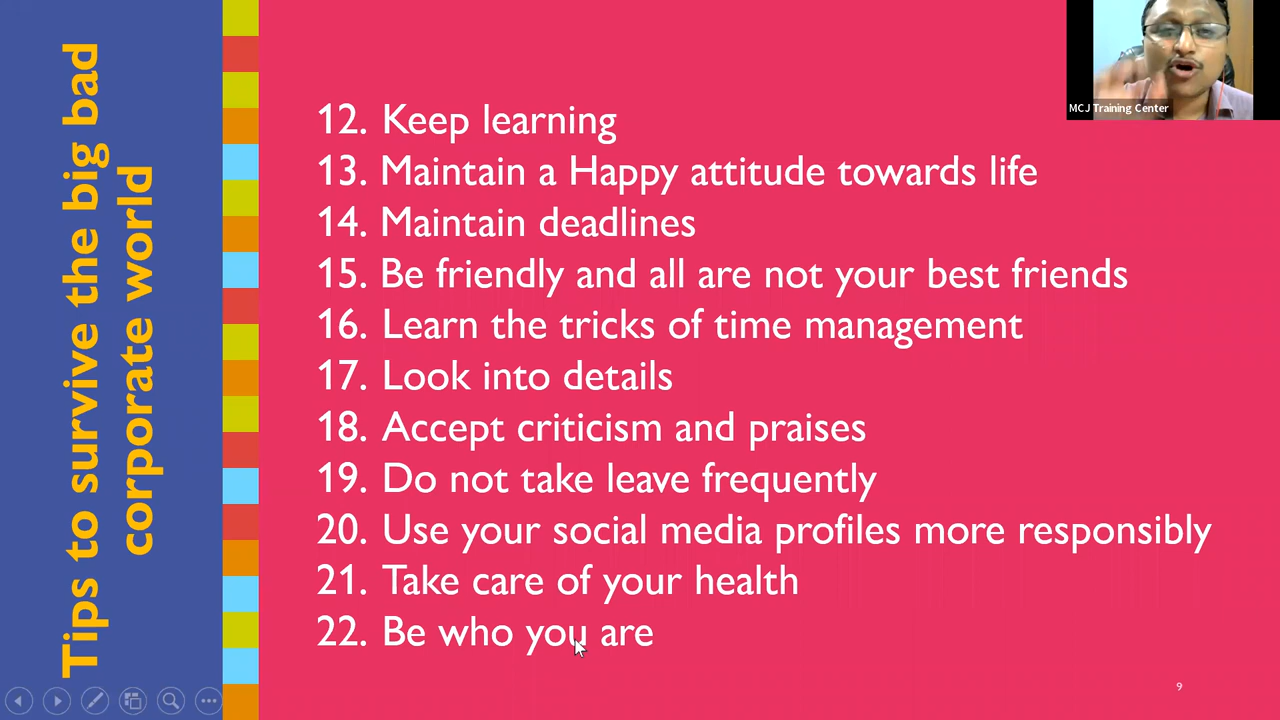 Tips to survive the big bad
corporate world
12. Keep learning
13. Maintain a Happy attitude towards life
14. Maintain deadlines
15. Be friendly and all are not your best friends
16. Learn the tricks of time management
17. Look into details
18. Accept criticism and praises
19. Do not take leave frequently
20. Use your social media profiles more responsibly
21. Take care of your health
22. Be who you are
MCJ Training Center
9